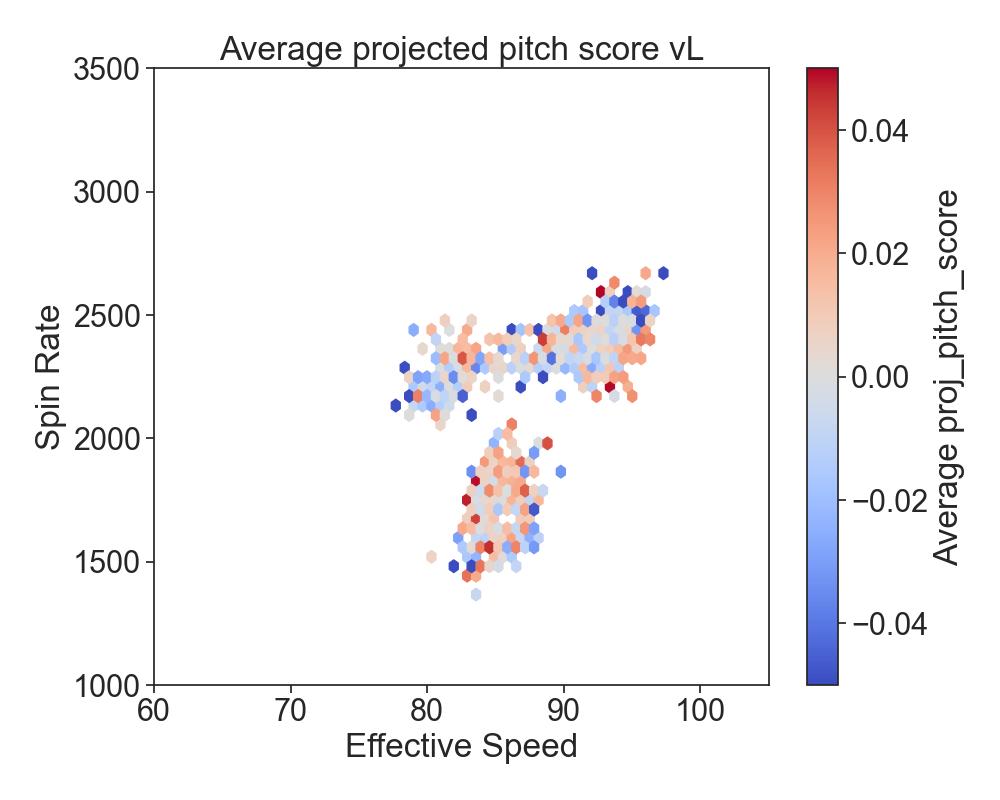 Average projected pitch score vL
3500
3000
2500
2000
1500
1000
Spin Rate
60 70 80 90 100
Effective Speed
0.04
0.02
0.00
−0.02
−0.04
Average proj_pitch_score